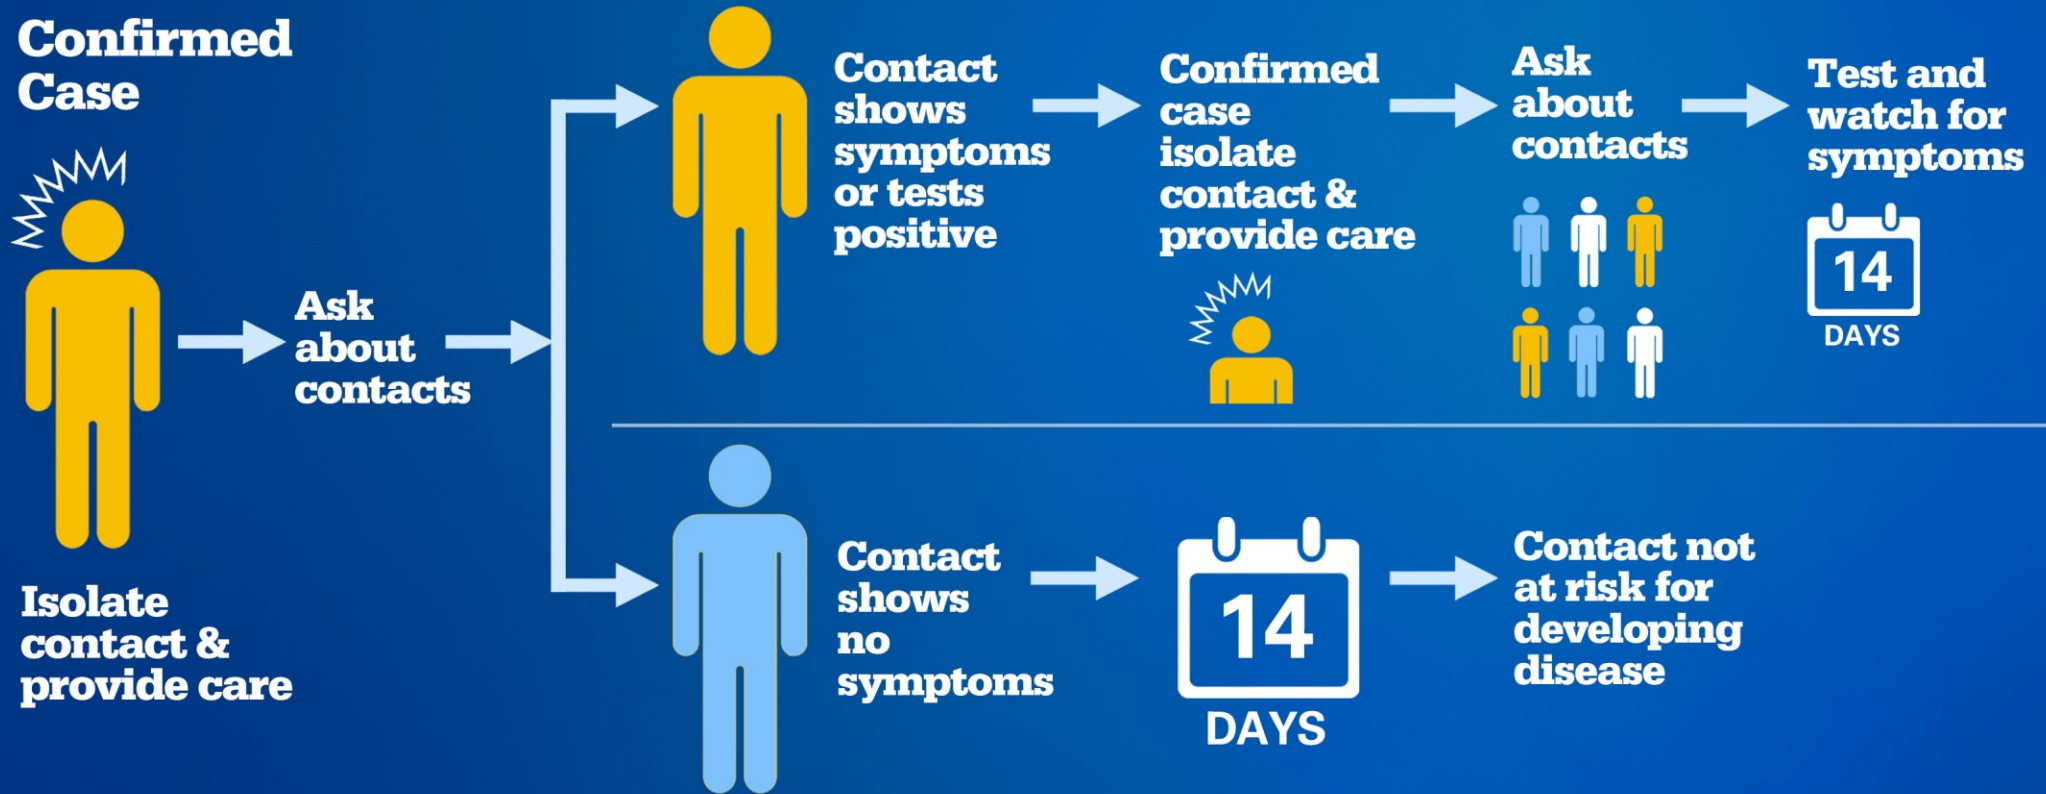 Confirmed
Case
Isolate
contact &
provide care
Ask
about
contacts
Contact
shows
symptoms
or tests
positive
Confirmed
case
isolate
contact &
provide care
Ask
about
contacts
Test and
watch for
symptoms
14
DAYS
Contact
shows
no
symptoms
14
DAYS
Contact not
at risk for
developing
disease